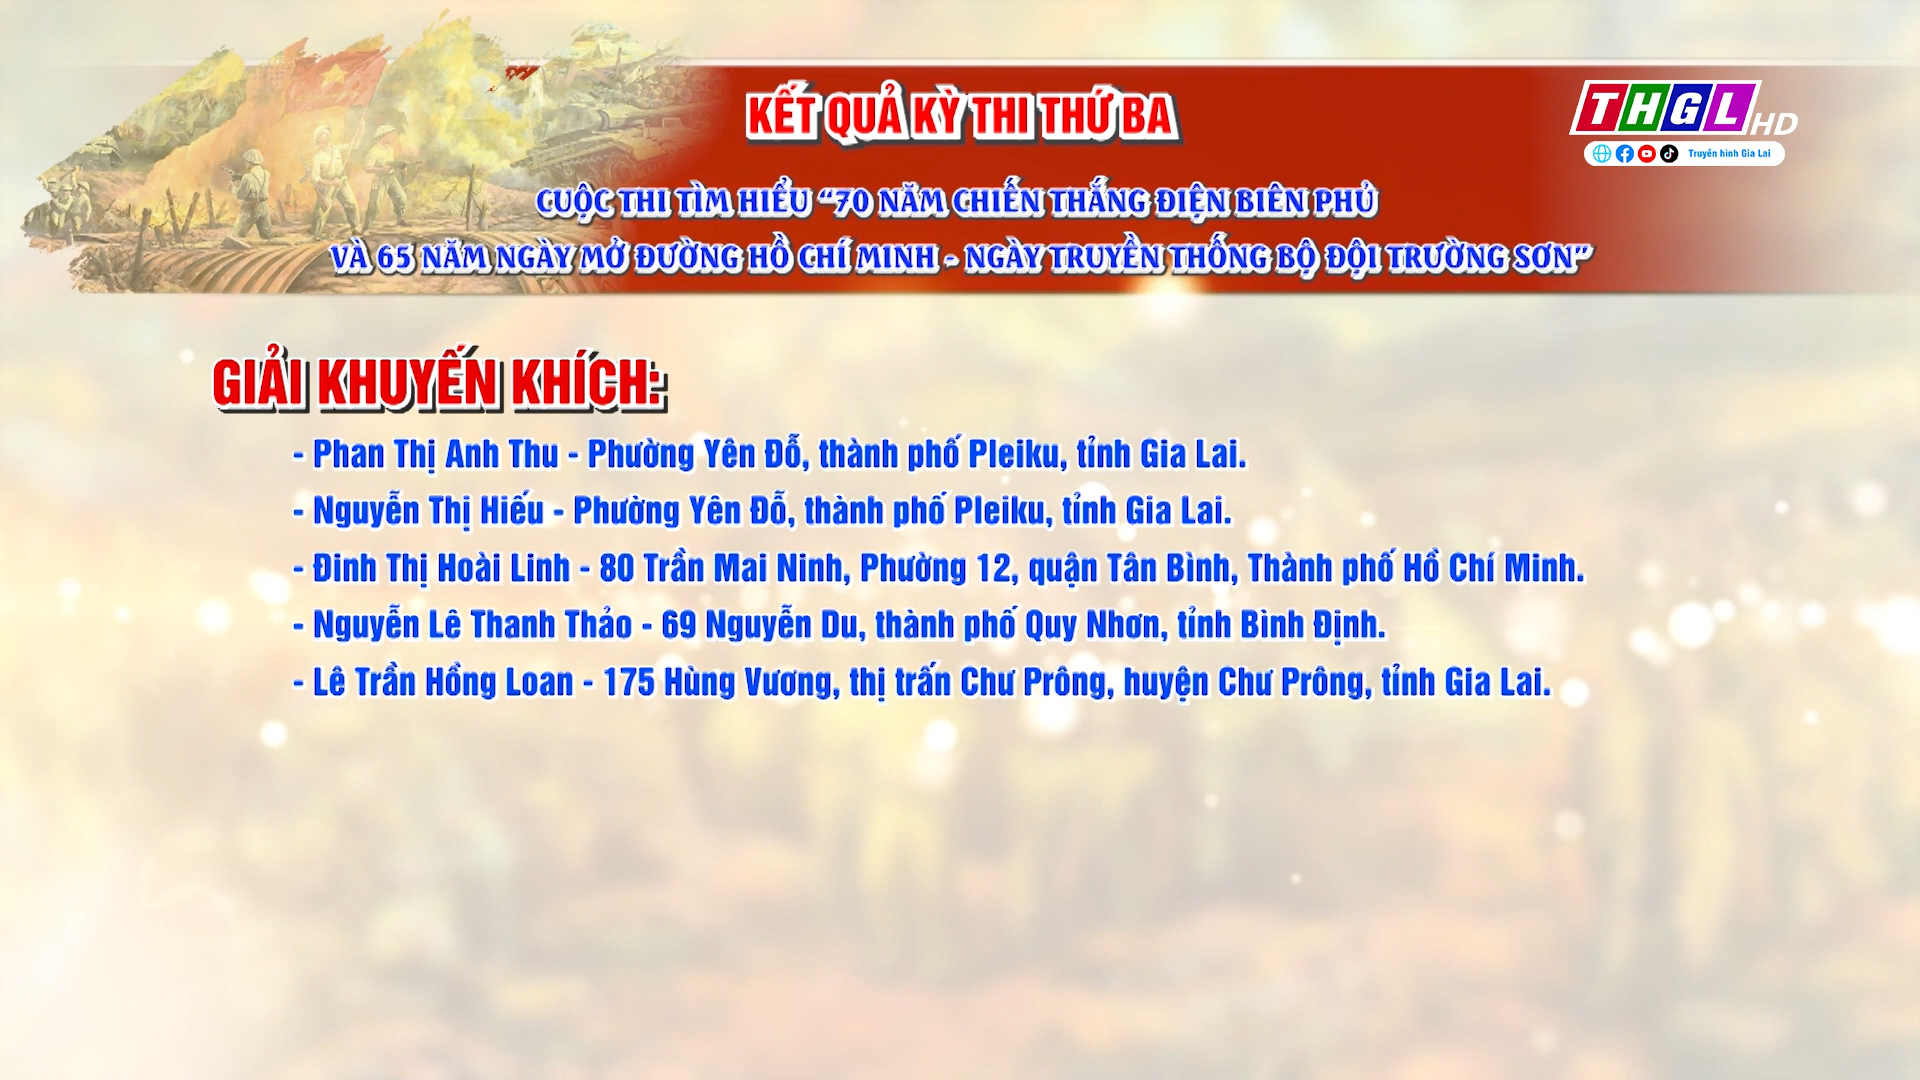 KẾT QUẢ KỲ THI THỨ BA
THGL HD
Truyền hình Gia Lai
CUỘC THI TÌM HIỂU “70 NĂM CHIẾN THẮNG ĐIỆN BIÊN PHỦ
VÀ 65 NĂM NGÀY MỞ ĐƯỜNG HỒ CHÍ MINH - NGÀY TRUYỀN THỐNG BỘ ĐỘI TRƯỜNG SƠN”
GIẢI KHUYẾN KHÍCH:
- Phan Thị Anh Thu - Phường Yên Đỗ, thành phố Pleiku, tỉnh Gia Lai.
- Nguyễn Thị Hiếu - Phường Yên Đỗ, thành phố Pleiku, tỉnh Gia Lai.
- Đinh Thị Hoài Linh - 80 Trần Mai Ninh, Phường 12, quận Tân Bình, Thành phố Hồ Chí Minh.
- Nguyễn Lê Thanh Thảo - 69 Nguyễn Du, thành phố Quy Nhơn, tỉnh Bình Định.
- Lê Trần Hồng Loan - 175 Hùng Vương, thị trấn Chư Prông, huyện Chư Prông, tỉnh Gia Lai.